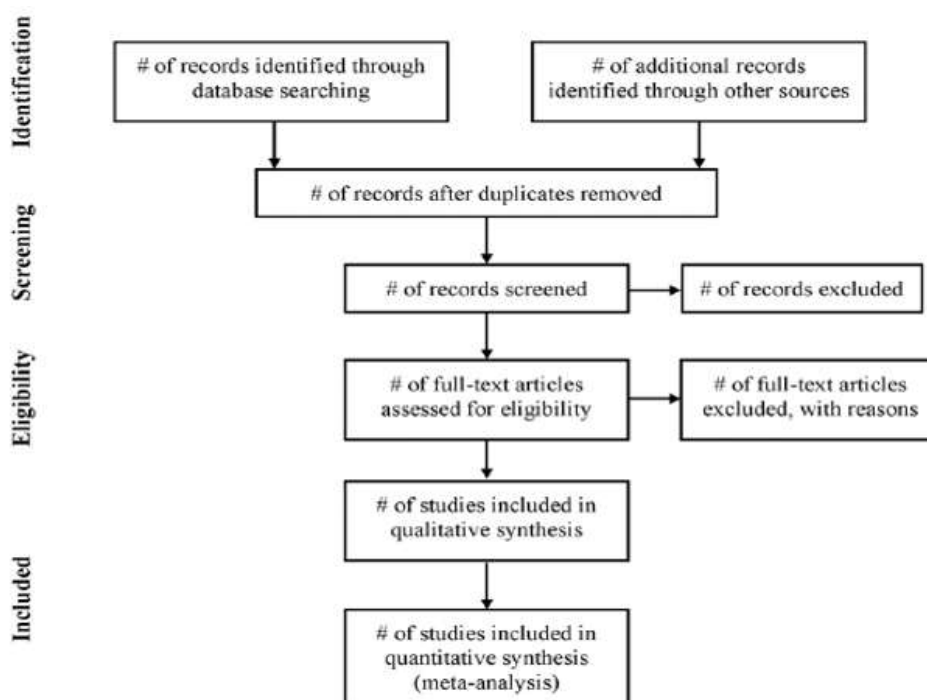 Identification
# of records identified through
database searching
# of additional records
identified through other sources
# of records after duplicates removed
Screening
# of records screened
# of records excluded
Eligibility
# of full-text articles
assessed for eligibility
# of full-text articles
excluded, with reasons
Included
# of studies included in
qualitative synthesis
# of studies included in
quantitative synthesis
(meta-analysis)